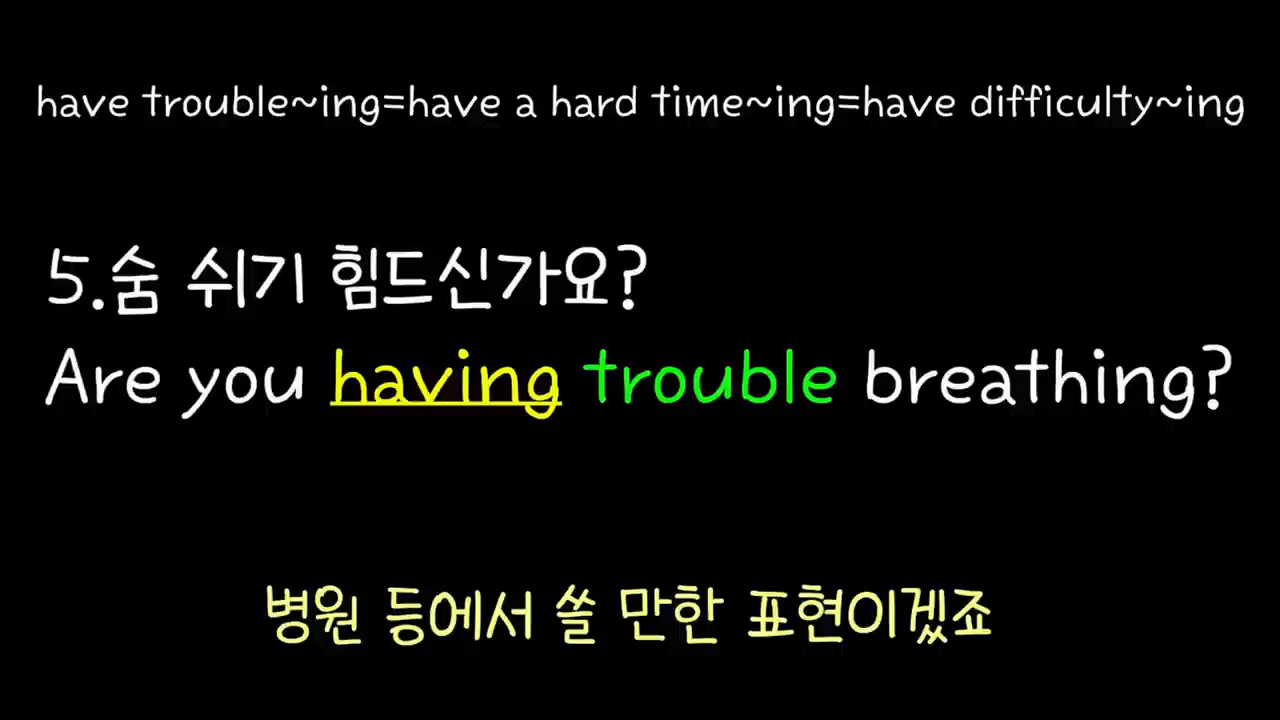 have trouble~ing=have a hard time~ing=have difficulty~ing
5.숨 쉬기 힘드신가요?
Are you having trouble breathing?
병원 등에서 쓸 만한 표현이겠죠